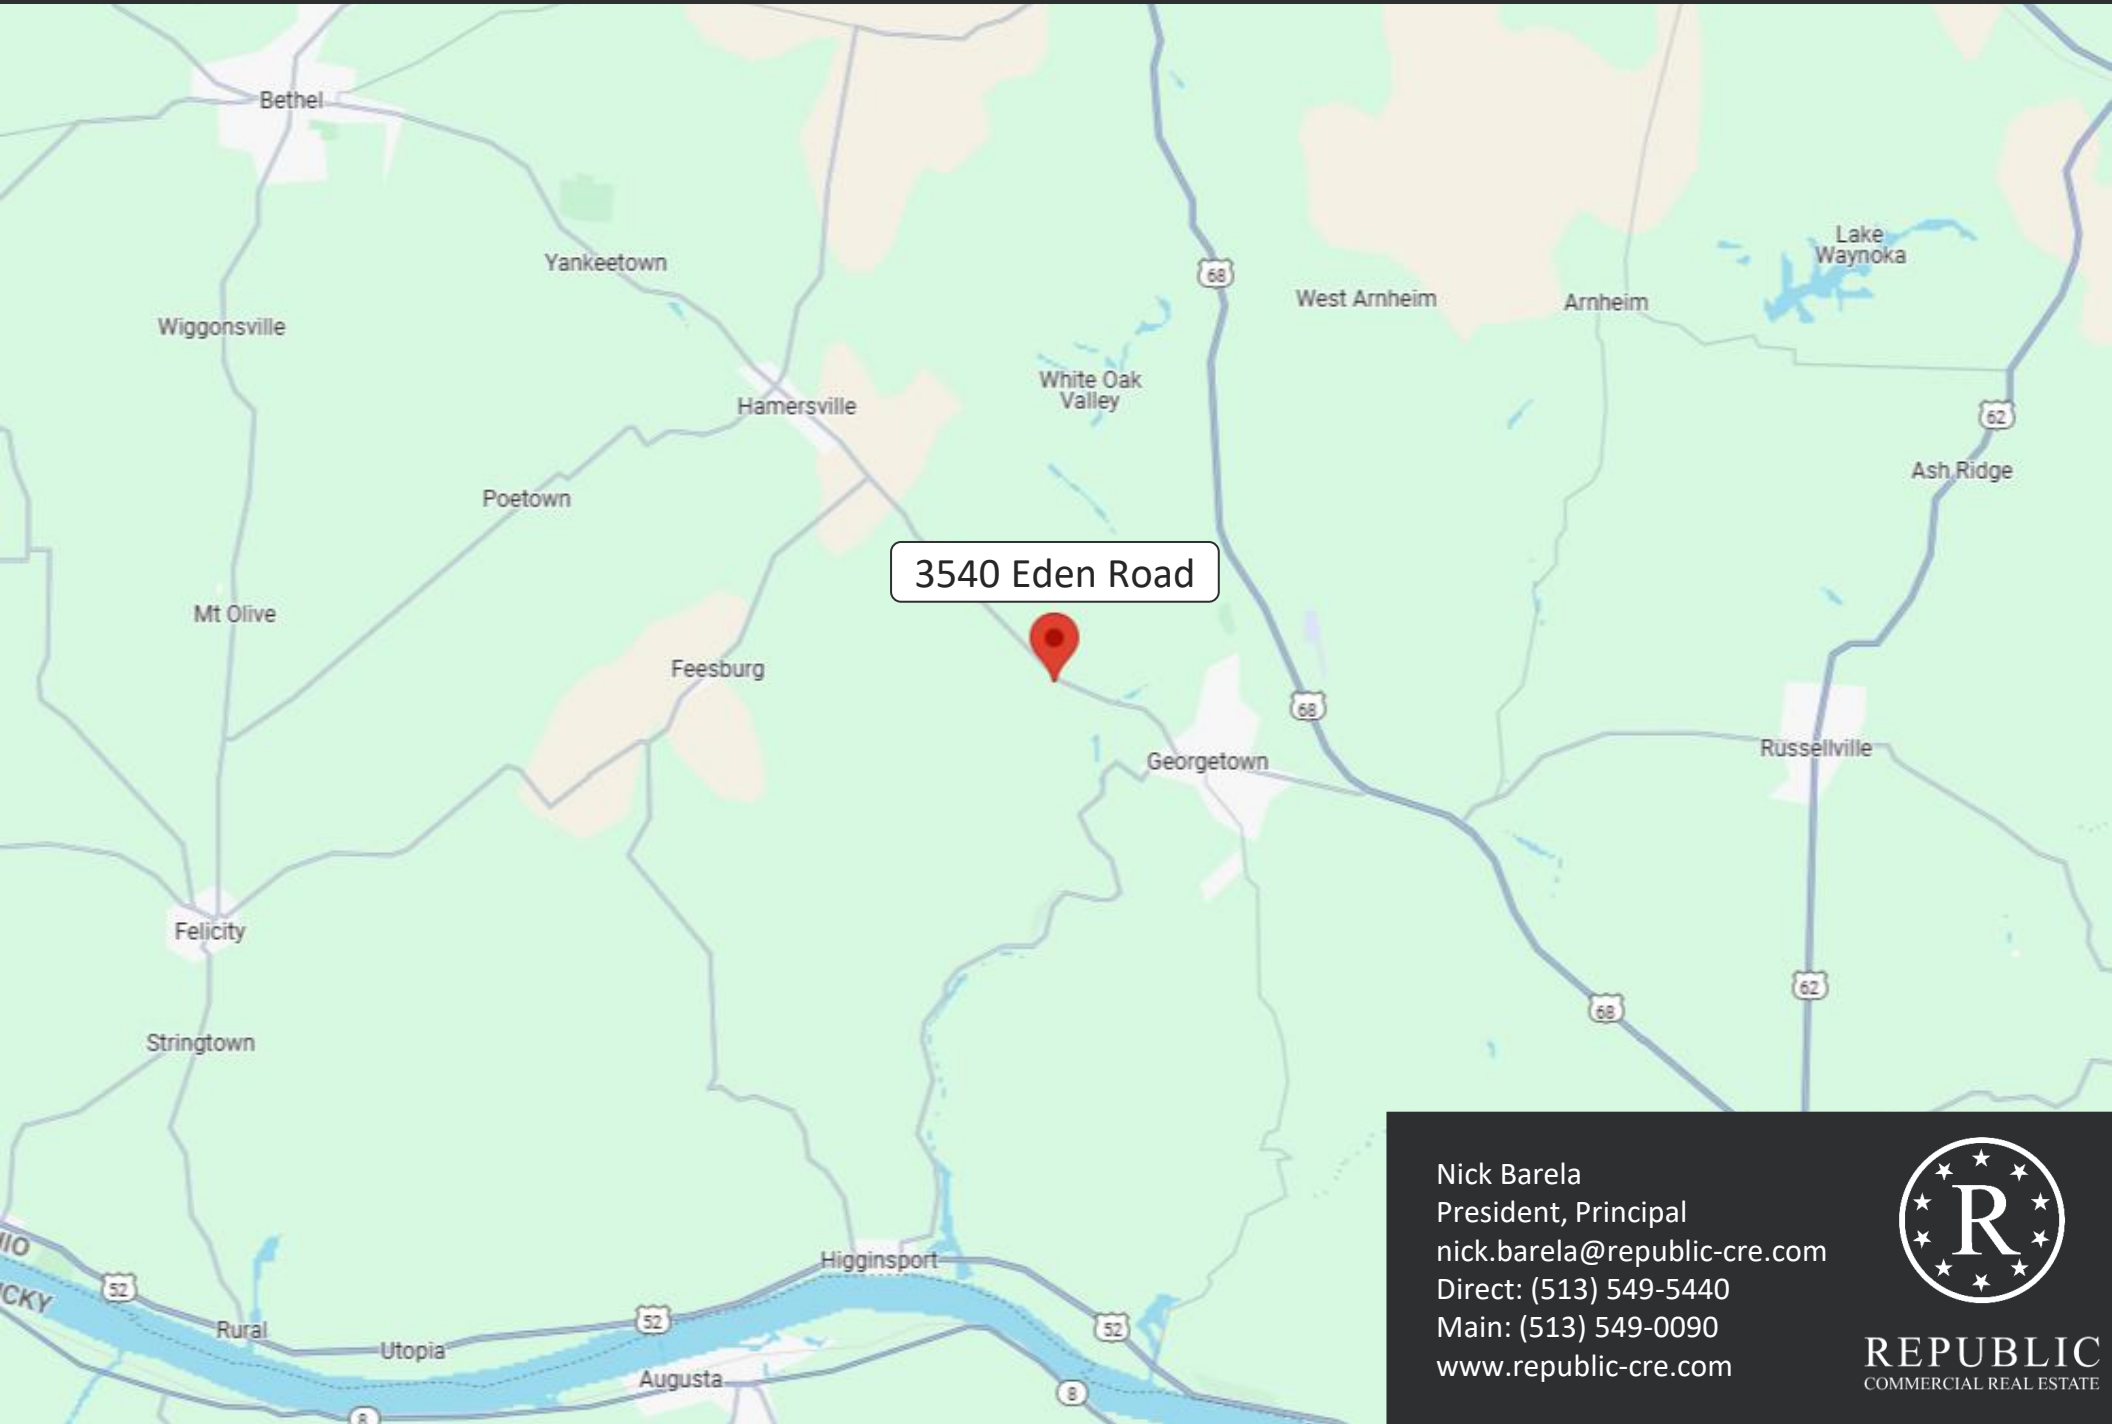 Bethel
Yankeetown
68
Lake
Waynoka
West Arnheim
Arnheim
Wiggonsville
White Oak
Valley
Hamersville
62
Ash Ridge
Poetown
3540 Eden Road
Mt Olive
Feesburg
68
Georgetown
Russellville
Felicity
62
68
Stringtown
HIO
CKY
52
Higginsport
Rural
52
52
Utopia
Augusta
8
8
Nick Barela
President, Principal
nick.barela@republic-cre.com
Direct: (513) 549-5440
Main: (513) 549-0090
www.republic-cre.com
R
REPUBLIC
COMMERCIAL REAL ESTATE